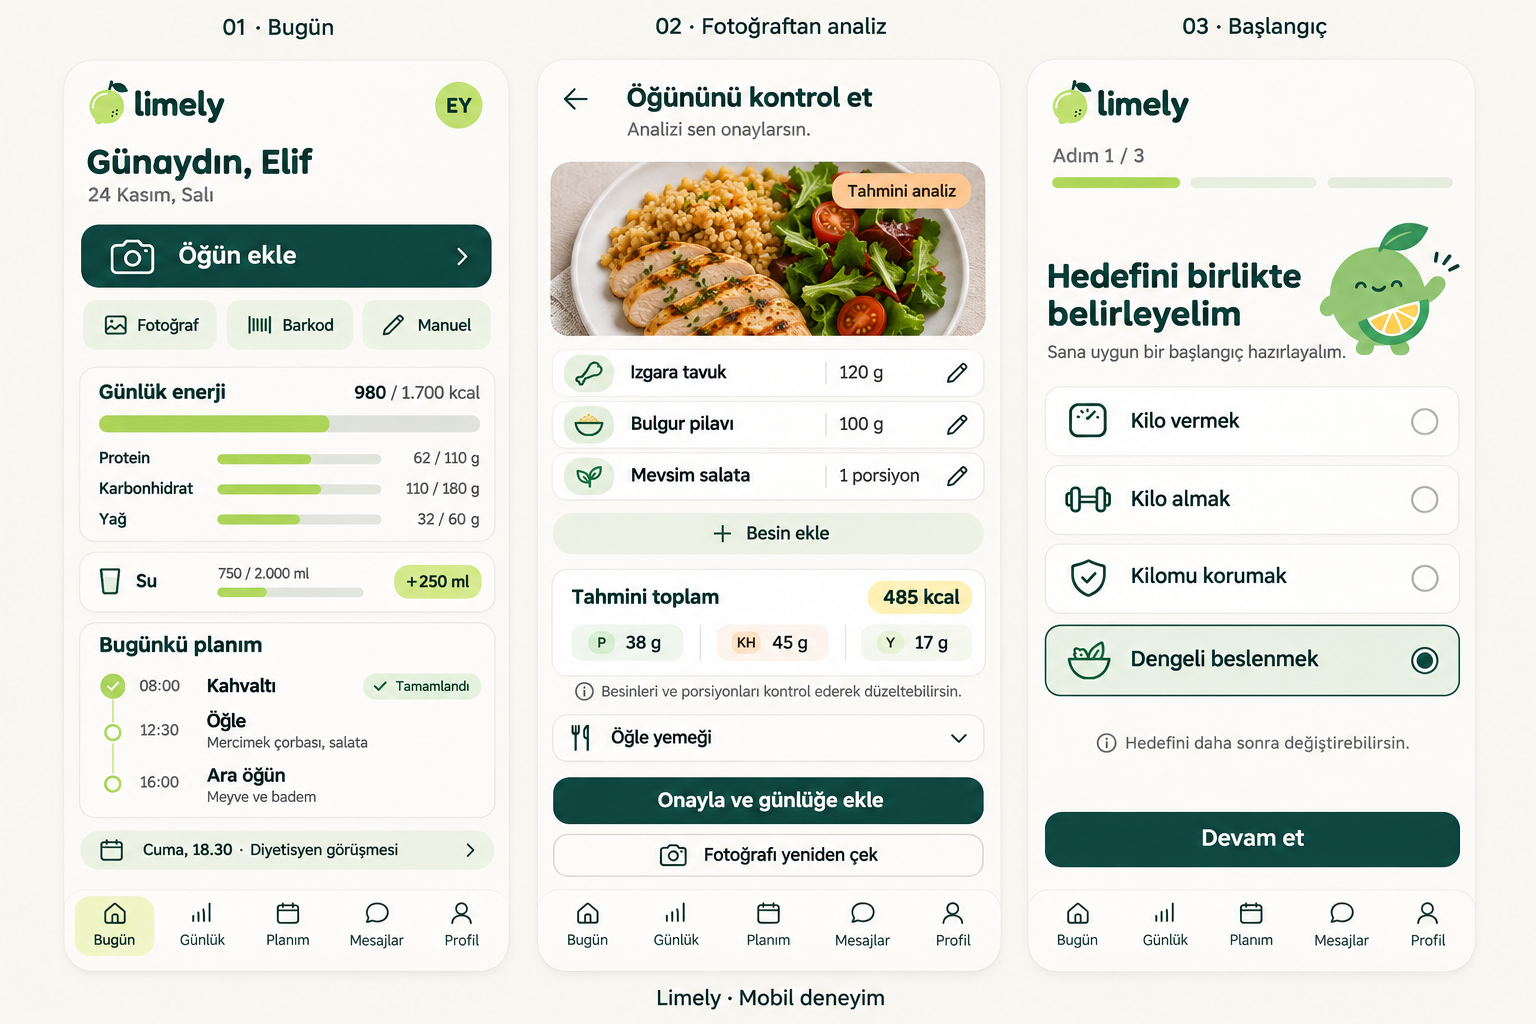 01 · Bugün
limely
EY
Günaydın, Elif
24 Kasım, Salı
Öğün ekle
Fotoğraf
Barkod
Manuel
Günlük enerji
980 / 1.700 kcal
Protein
62 / 110 g
Karbonhidrat
110 / 180 g
Yağ
32 / 60 g
Su
750 / 2.000 ml
+250 ml
Bugünkü planım
08:00
Kahvaltı
Tamamlandı
12:30
Öğle
Mercimek çorbası, salata
16:00
Ara öğün
Meyve ve badem
Cuma, 18.30 · Diyetisyen görüşmesi
Bugün
Günlük
Planım
Mesajlar
Profil
02 · Fotoğraftan analiz
Öğününü kontrol et
Analizi sen onaylarsın.
Tahmini analiz
Izgara tavuk
120 g
Bulgur pilavı
100 g
Mevsim salata
1 porsiyon
+ Besin ekle
Tahmini toplam
485 kcal
P 38 g
KH 45 g
Y 17 g
Besinleri ve porsiyonları kontrol ederek düzeltebilirsin.
Öğle yemeği
Onayla ve günlüğe ekle
Fotoğrafı yeniden çek
Bugün
Günlük
Planım
Mesajlar
Profil
03 · Başlangıç
limely
Adım 1 / 3
Hedefini birlikte
belirleyelim
Sana uygun bir başlangıç hazırlayalım.
Kilo vermek
Kilo almak
Kilomu korumak
Dengeli beslenmek
Hedefini daha sonra değiştirebilirsin.
Devam et
Bugün
Günlük
Planım
Mesajlar
Profil
Limely · Mobil deneyim